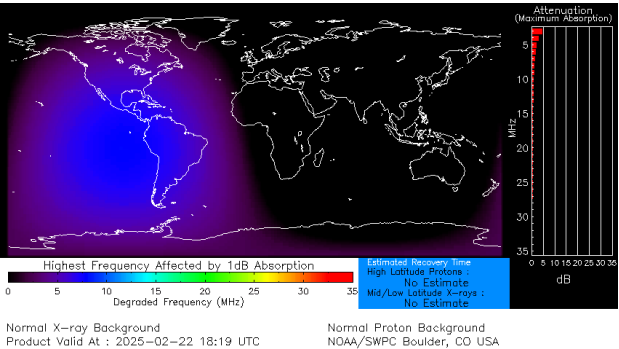 Attenuation
(Maximum Absorption)
5
10
15
20
25
30
35
MHz
0 5 10 15 20 25 30 35
dB
Highest Frequency Affected by 1dB Absorption
0 5 10 15 20 25 30 35
Degraded Frequency (MHz)
Estimated Recovery Time
High Latitude Protons :
No Estimate
Mid/Low Latitude X-rays :
No Estimate
Normal X-ray Background
Product Valid At : 2025-02-22 18:19 UTC
Normal Proton Background
NOAA/SWPC Boulder, CO USA